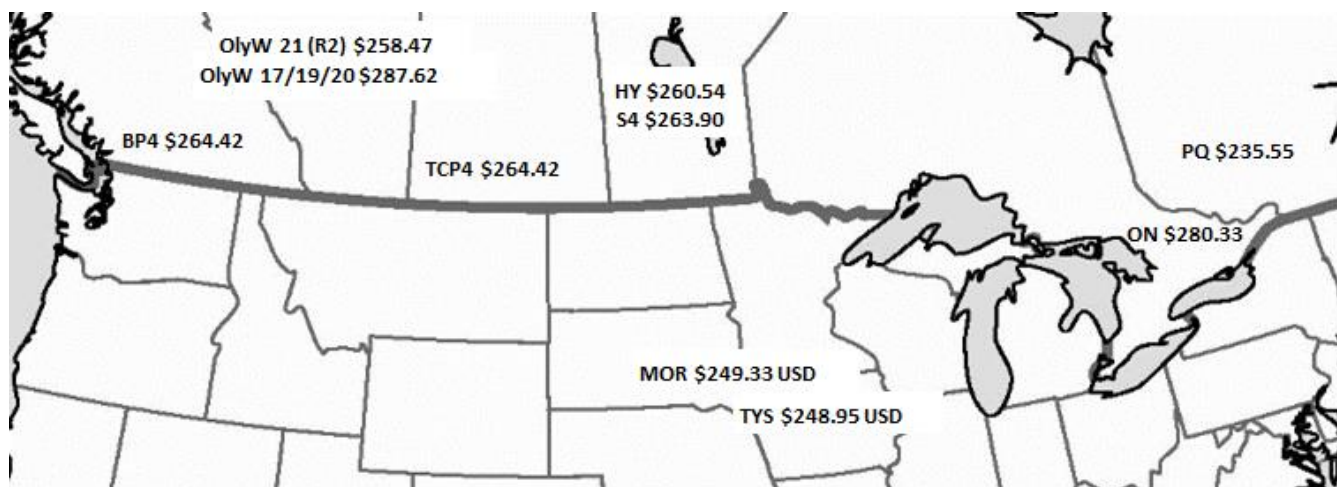 OlyW 21 (R2) $258.47
OlyW 17/19/20 $287.62
HY $260.54
S4 $263.90
BP4 $264.42
TCP4 $264.42
PQ $235.55
ON $280.33
MOR $249.33 USD
TYS $248.95 USD